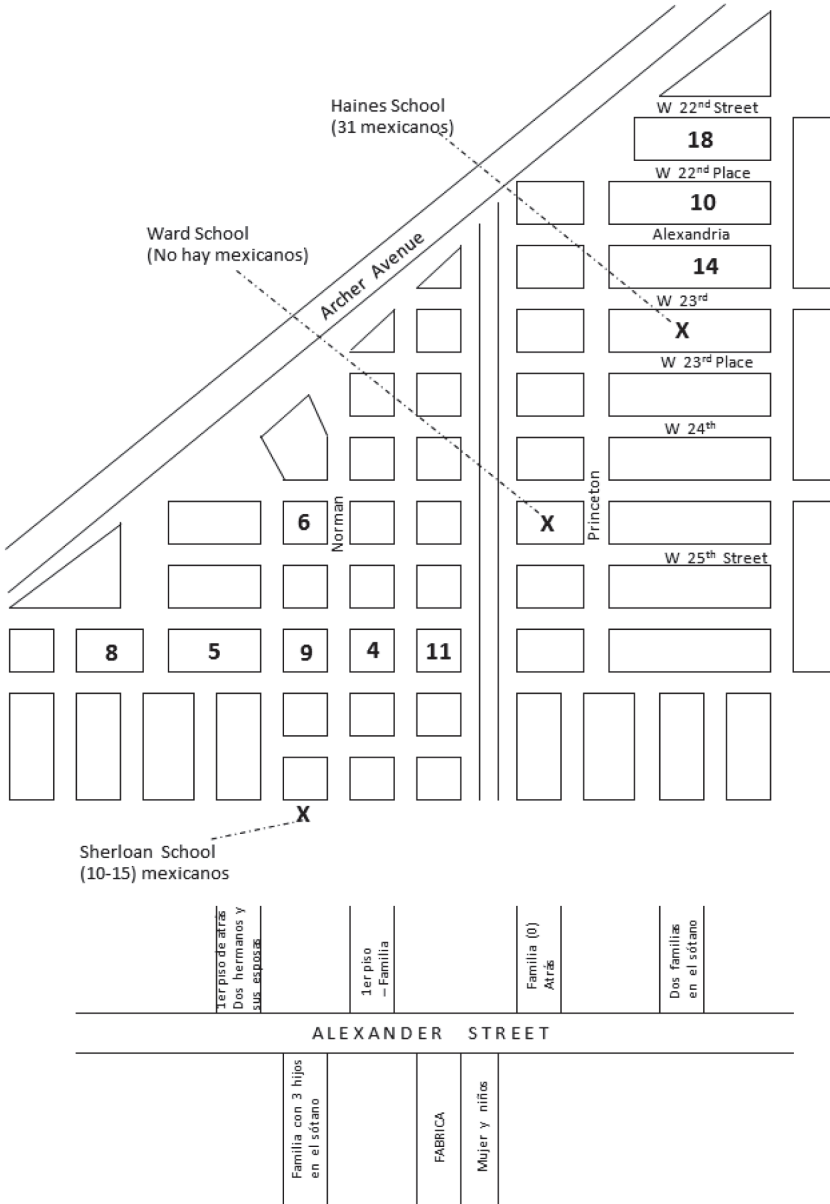 W 22nd Street
Haines School
(31 mexicanos)
18
W 22nd Place
10
Ward School
(No hay mexicanos)
Alexandria
14
Archer Avenue
W 23rd
X
W 23rd Place
W 24th
6
Norman
X
Princeton
W 25th Street
8
5
9
4
11
X
Sherloan School
(10-15) mexicanos
1er piso de atrás
Dos hermanos y
sus esposas
1er piso
– Familia
Familia (0)
Atrás
Dos familias
en el sótano
ALEXANDER STREET
Familia con 3 hijos
en el sótano
FABRICA
Mujer y niños